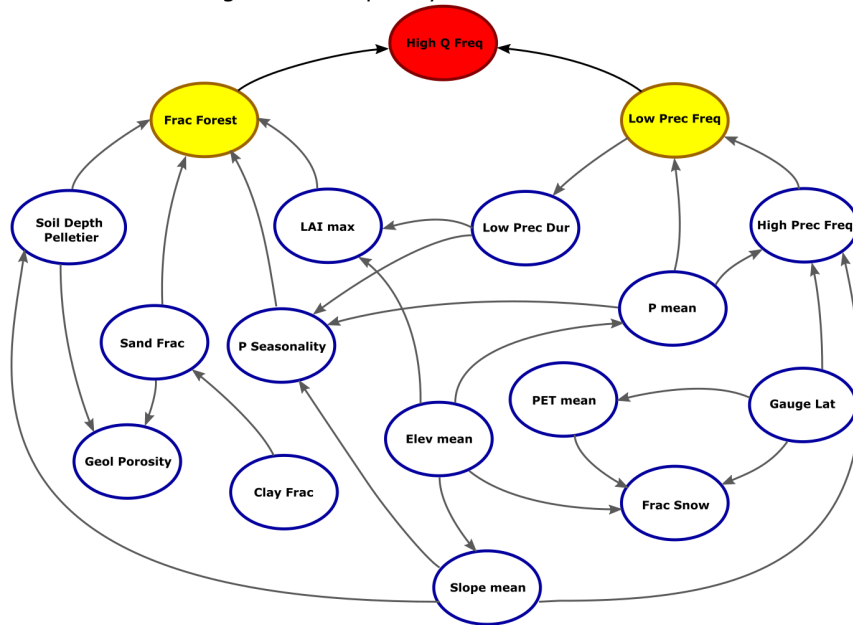 High Q Freq
Frac Forest
Low Prec Freq
Soil Depth
Pelletier
LAI max
Low Prec Dur
High Prec Freq
P mean
Sand Frac
P Seasonality
PET mean
Gauge Lat
Elev mean
Geol Porosity
Clay Frac
Frac Snow
Slope mean